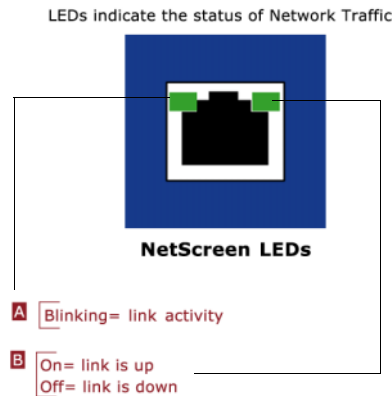 LEDs indicate the status of Network Traffic
NetScreen LEDs
A Blinking= link activity
B On= link is up
Off= link is down